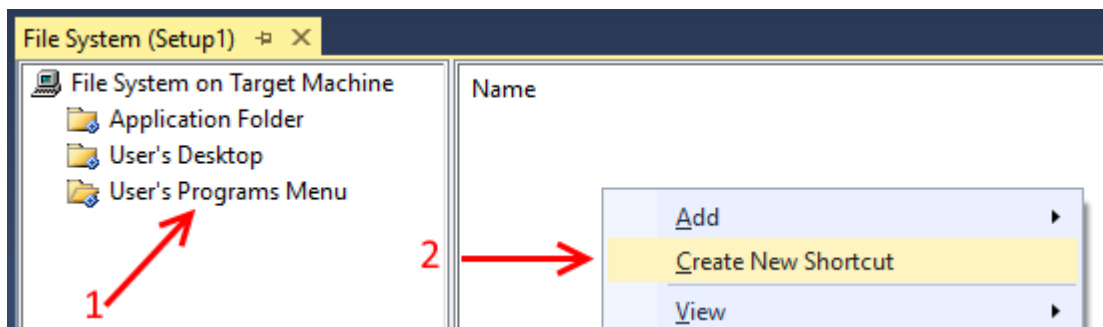 File System (Setup1)
File System on Target Machine
Application Folder
User's Desktop
User's Programs Menu
1
Name
2
Add
Create New Shortcut
View